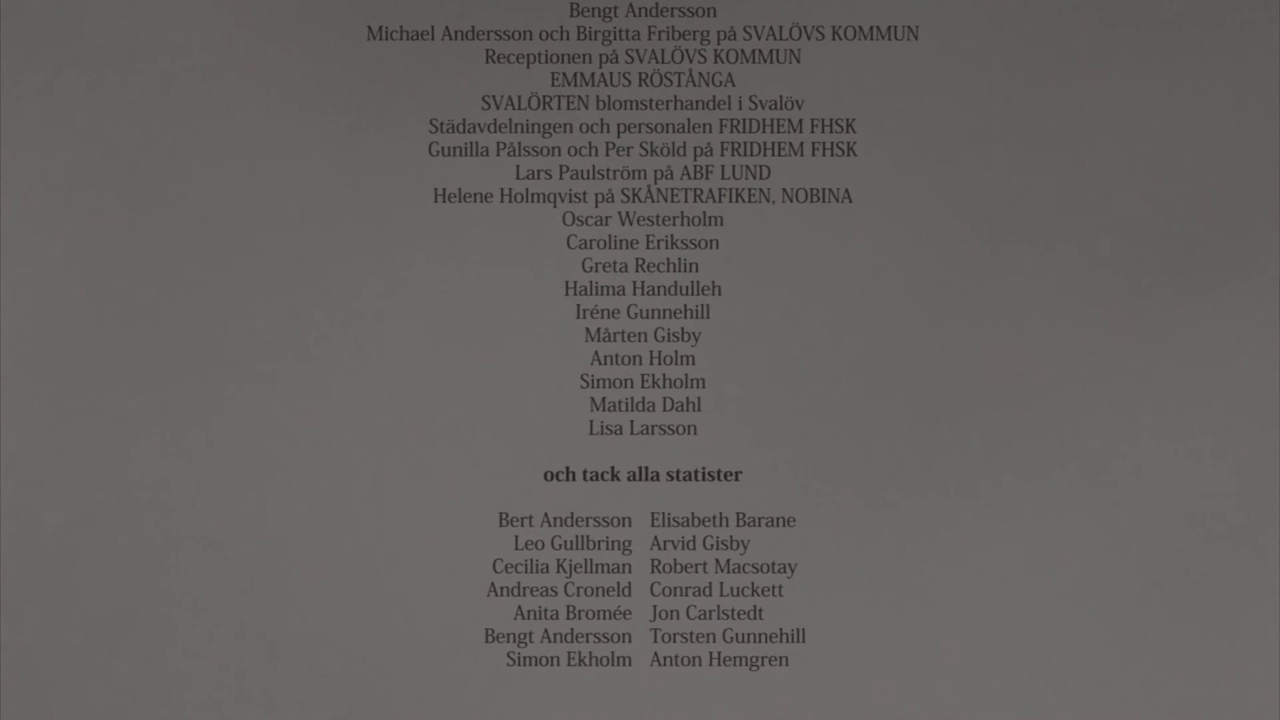 Bengt Andersson
Michael Andersson och Birgitta Friberg på SVALÖVS KOMMUN
Receptionen på SVALÖVS KOMMUN
EMMAUS RÖSTÅNGA
SVALÖRTEN blomsterhandel i Svalöv
Städavdelningen och personalen FRIDHEM FHSK
Gunilla Pålsson och Per Sköld på FRIDHEM FHSK
Lars Paulström på ABF LUND
Helene Holmqvist på SKÅNETRAFIKEN, NOBINA
Oscar Westerholm
Caroline Eriksson
Greta Rechlin
Halima Handulleh
Iréne Gunnehill
Mårten Gisby
Anton Holm
Simon Ekholm
Matilda Dahl
Lisa Larsson
och tack alla statister
Bert Andersson Elisabeth Barane
Leo Gullbring Arvid Gisby
Cecilia Kjellman Robert Macsotay
Andreas Croneld Conrad Luckett
Anita Bromée Jon Carlstedt
Bengt Andersson Torsten Gunnehill
Simon Ekholm Anton Hemgren